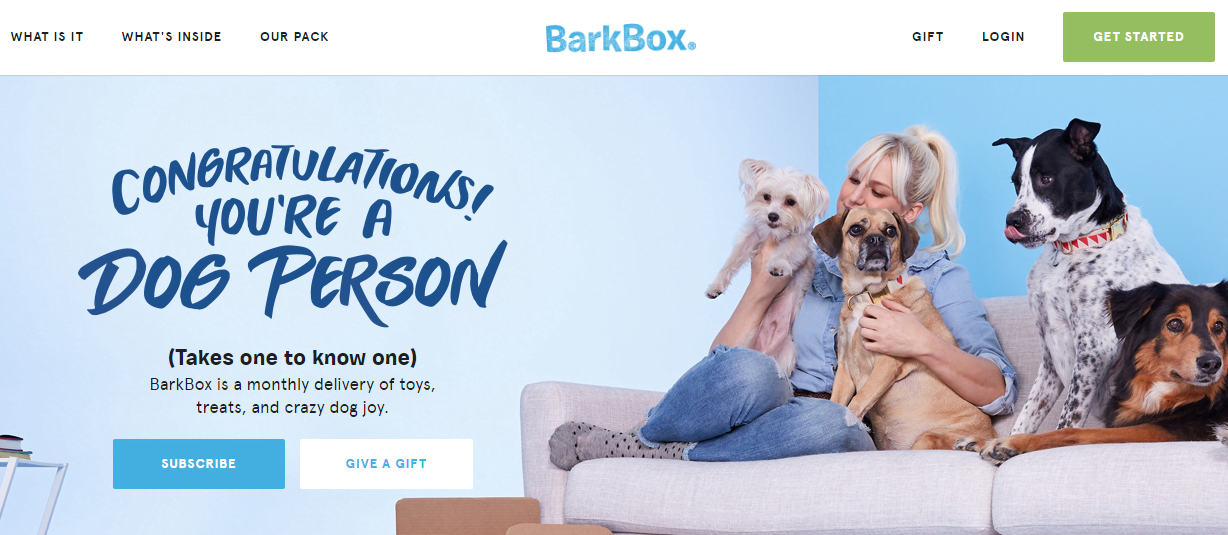 WHAT IS IT
WHAT'S INSIDE
OUR PACK
BarkBox®
GIFT
LOGIN
GET STARTED
CONGRATULATIONS!
YOU'RE A
DOG PERSON
(Takes one to know one)
BarkBox is a monthly delivery of toys,
treats, and crazy dog joy.
SUBSCRIBE
GIVE A GIFT